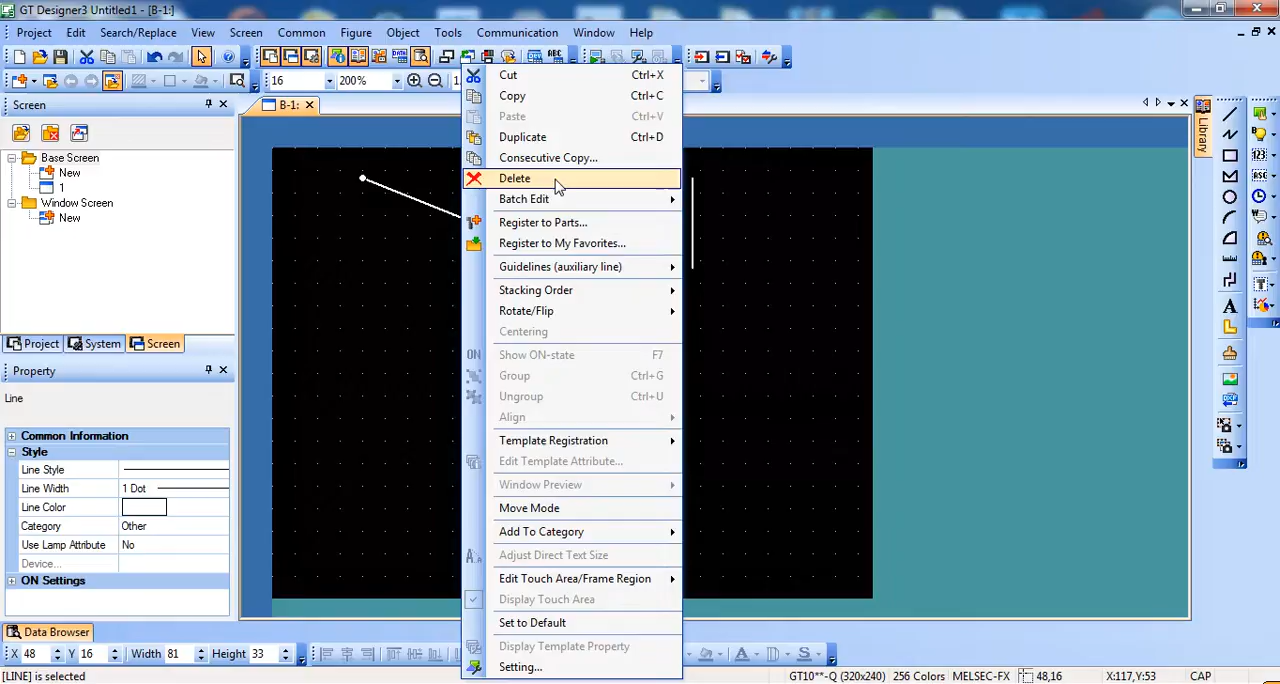 GT Designer3 Untitled1 - [B-1:]
Project Edit Search/Replace View Screen Common Figure Object Tools Communication Window Help
16 200%
Screen
B-1:
Base Screen
New
1
Window Screen
New
Library
Cut Ctrl+X
Copy Ctrl+C
Paste Ctrl+V
Duplicate Ctrl+D
Consecutive Copy...
Delete
Batch Edit
Register to Parts...
Register to My Favorites...
Guidelines (auxiliary line)
Stacking Order
Rotate/Flip
Centering
Show ON-state F7
Group Ctrl+G
Ungroup Ctrl+U
Align
Template Registration
Edit Template Attribute...
Window Preview
Move Mode
Add To Category
Adjust Direct Text Size
Edit Touch Area/Frame Region
Display Touch Area
Set to Default
Display Template Property
Setting...
Project System Screen
Property
Line
Common Information
Style
Line Style
Line Width 1 Dot
Line Color
Category Other
Use Lamp Attribute No
Device...
ON Settings
Data Browser
X 48 Y 16 Width 81 Height 33
[LINE] is selected GT10**-Q (320x240) 256 Colors MELSEC-FX 48,16 X:117,Y:53 CAP